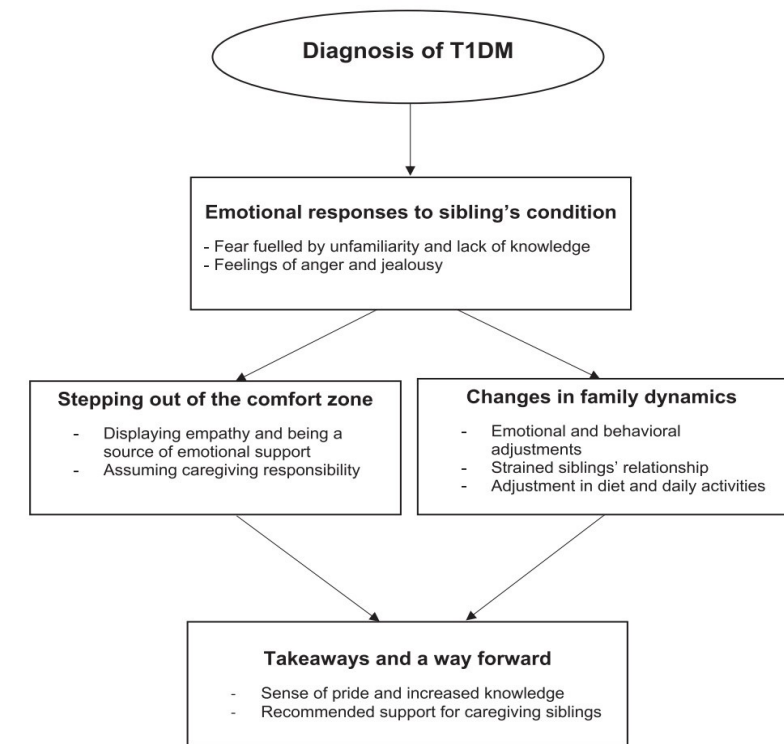 Diagnosis of T1DM
Emotional responses to sibling's condition
- Fear fuelled by unfamiliarity and lack of knowledge
- Feelings of anger and jealousy
Stepping out of the comfort zone
- Displaying empathy and being a
source of emotional support
- Assuming caregiving responsibility
Changes in family dynamics
- Emotional and behavioral
adjustments
- Strained siblings' relationship
- Adjustment in diet and daily activities
Takeaways and a way forward
- Sense of pride and increased knowledge
- Recommended support for caregiving siblings